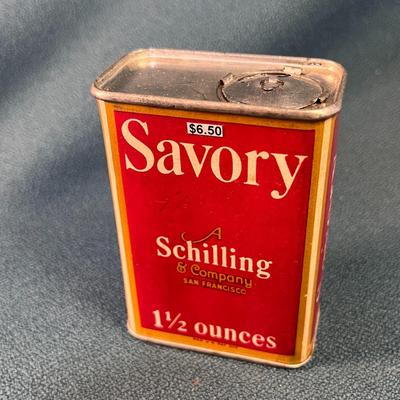 $6.50
Savory
A
Schilling
& Company
SAN FRANCISCO
1½ ounces